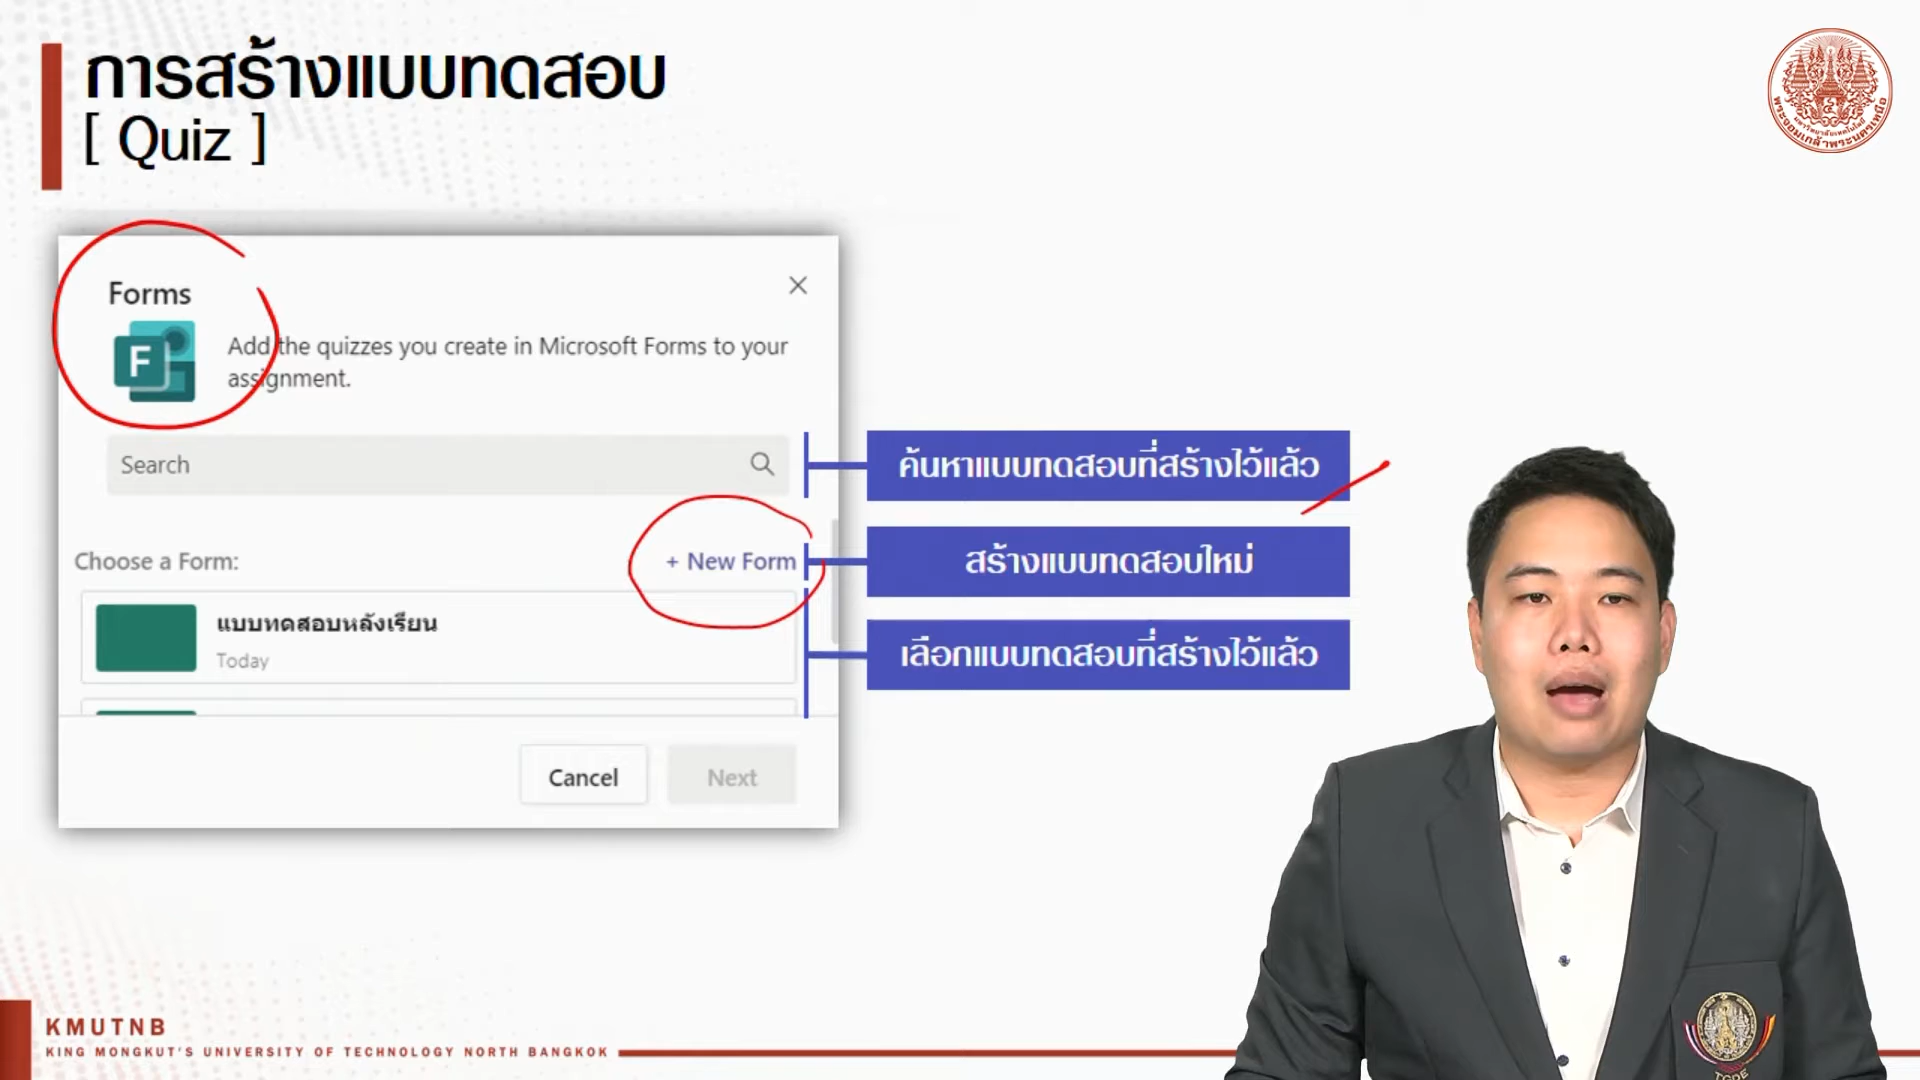 การสร้างแบบทดสอบ
[ Quiz ]
Forms
Add the quizzes you create in Microsoft Forms to your
assignment.
Search
ค้นหาแบบทดสอบที่สร้างไว้แล้ว
Choose a Form:
+ New Form
สร้างแบบทดสอบใหม่
แบบทดสอบหลังเรียน
Today
เลือกแบบทดสอบที่สร้างไว้แล้ว
Cancel
Next
KMUTNB
KING MONGKUT'S UNIVERSITY OF TECHNOLOGY NORTH BANGKOK